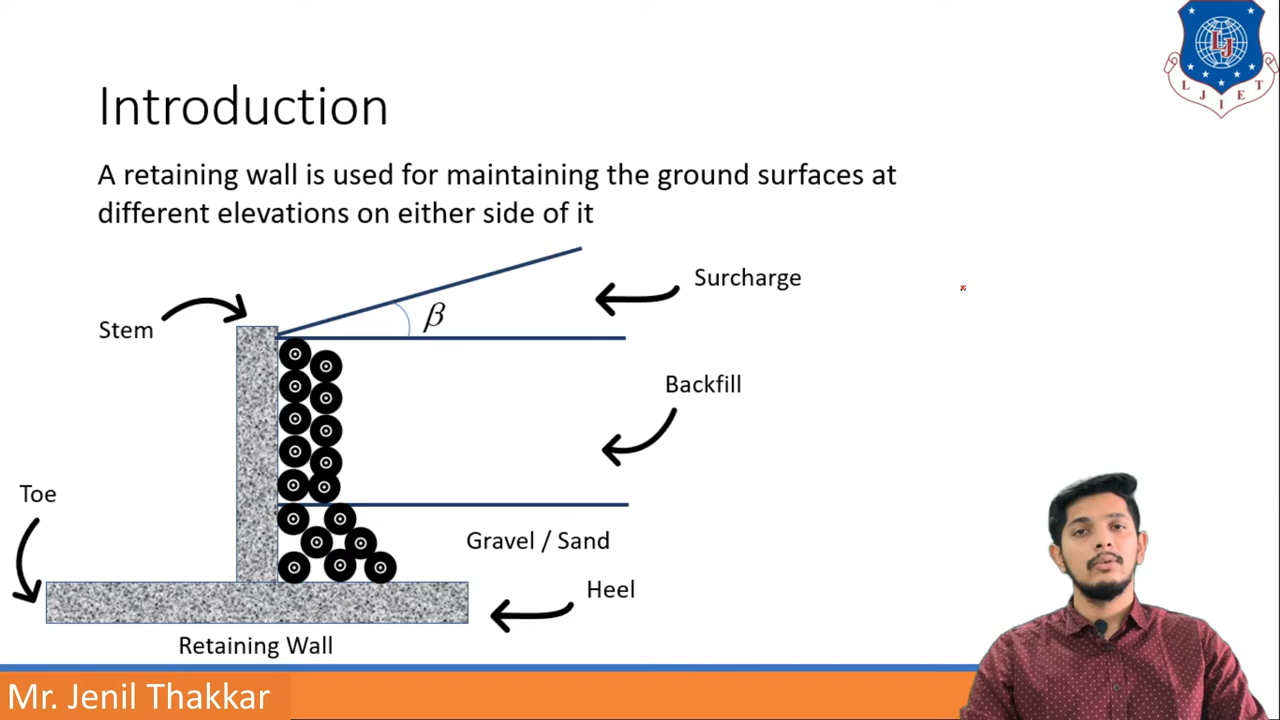 LJ
L J I E T
Introduction
A retaining wall is used for maintaining the ground surfaces at
different elevations on either side of it
Surcharge
β
Stem
Backfill
Toe
Gravel / Sand
Heel
Retaining Wall
Mr. Jenil Thakkar